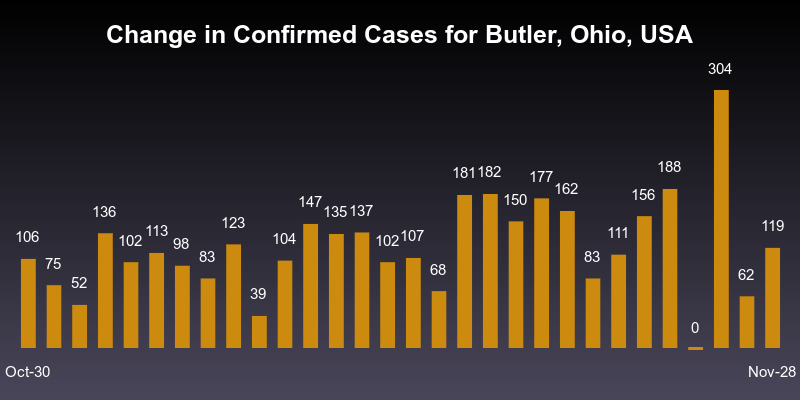 Change in Confirmed Cases for Butler, Ohio, USA
106 75 52 136 102 113 98 83 123 39 104 147 135 137 102 107 68 181 182 150 177 162 83 111 156 188 0 304 62 119
Oct-30 Nov-28